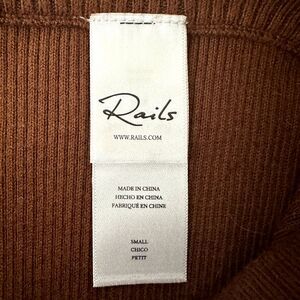 Rails
WWW.RAILS.COM
MADE IN CHINA
HECHO EN CHINA
FABRIQUÉ EN CHINE
SMALL
CHICO
PETIT